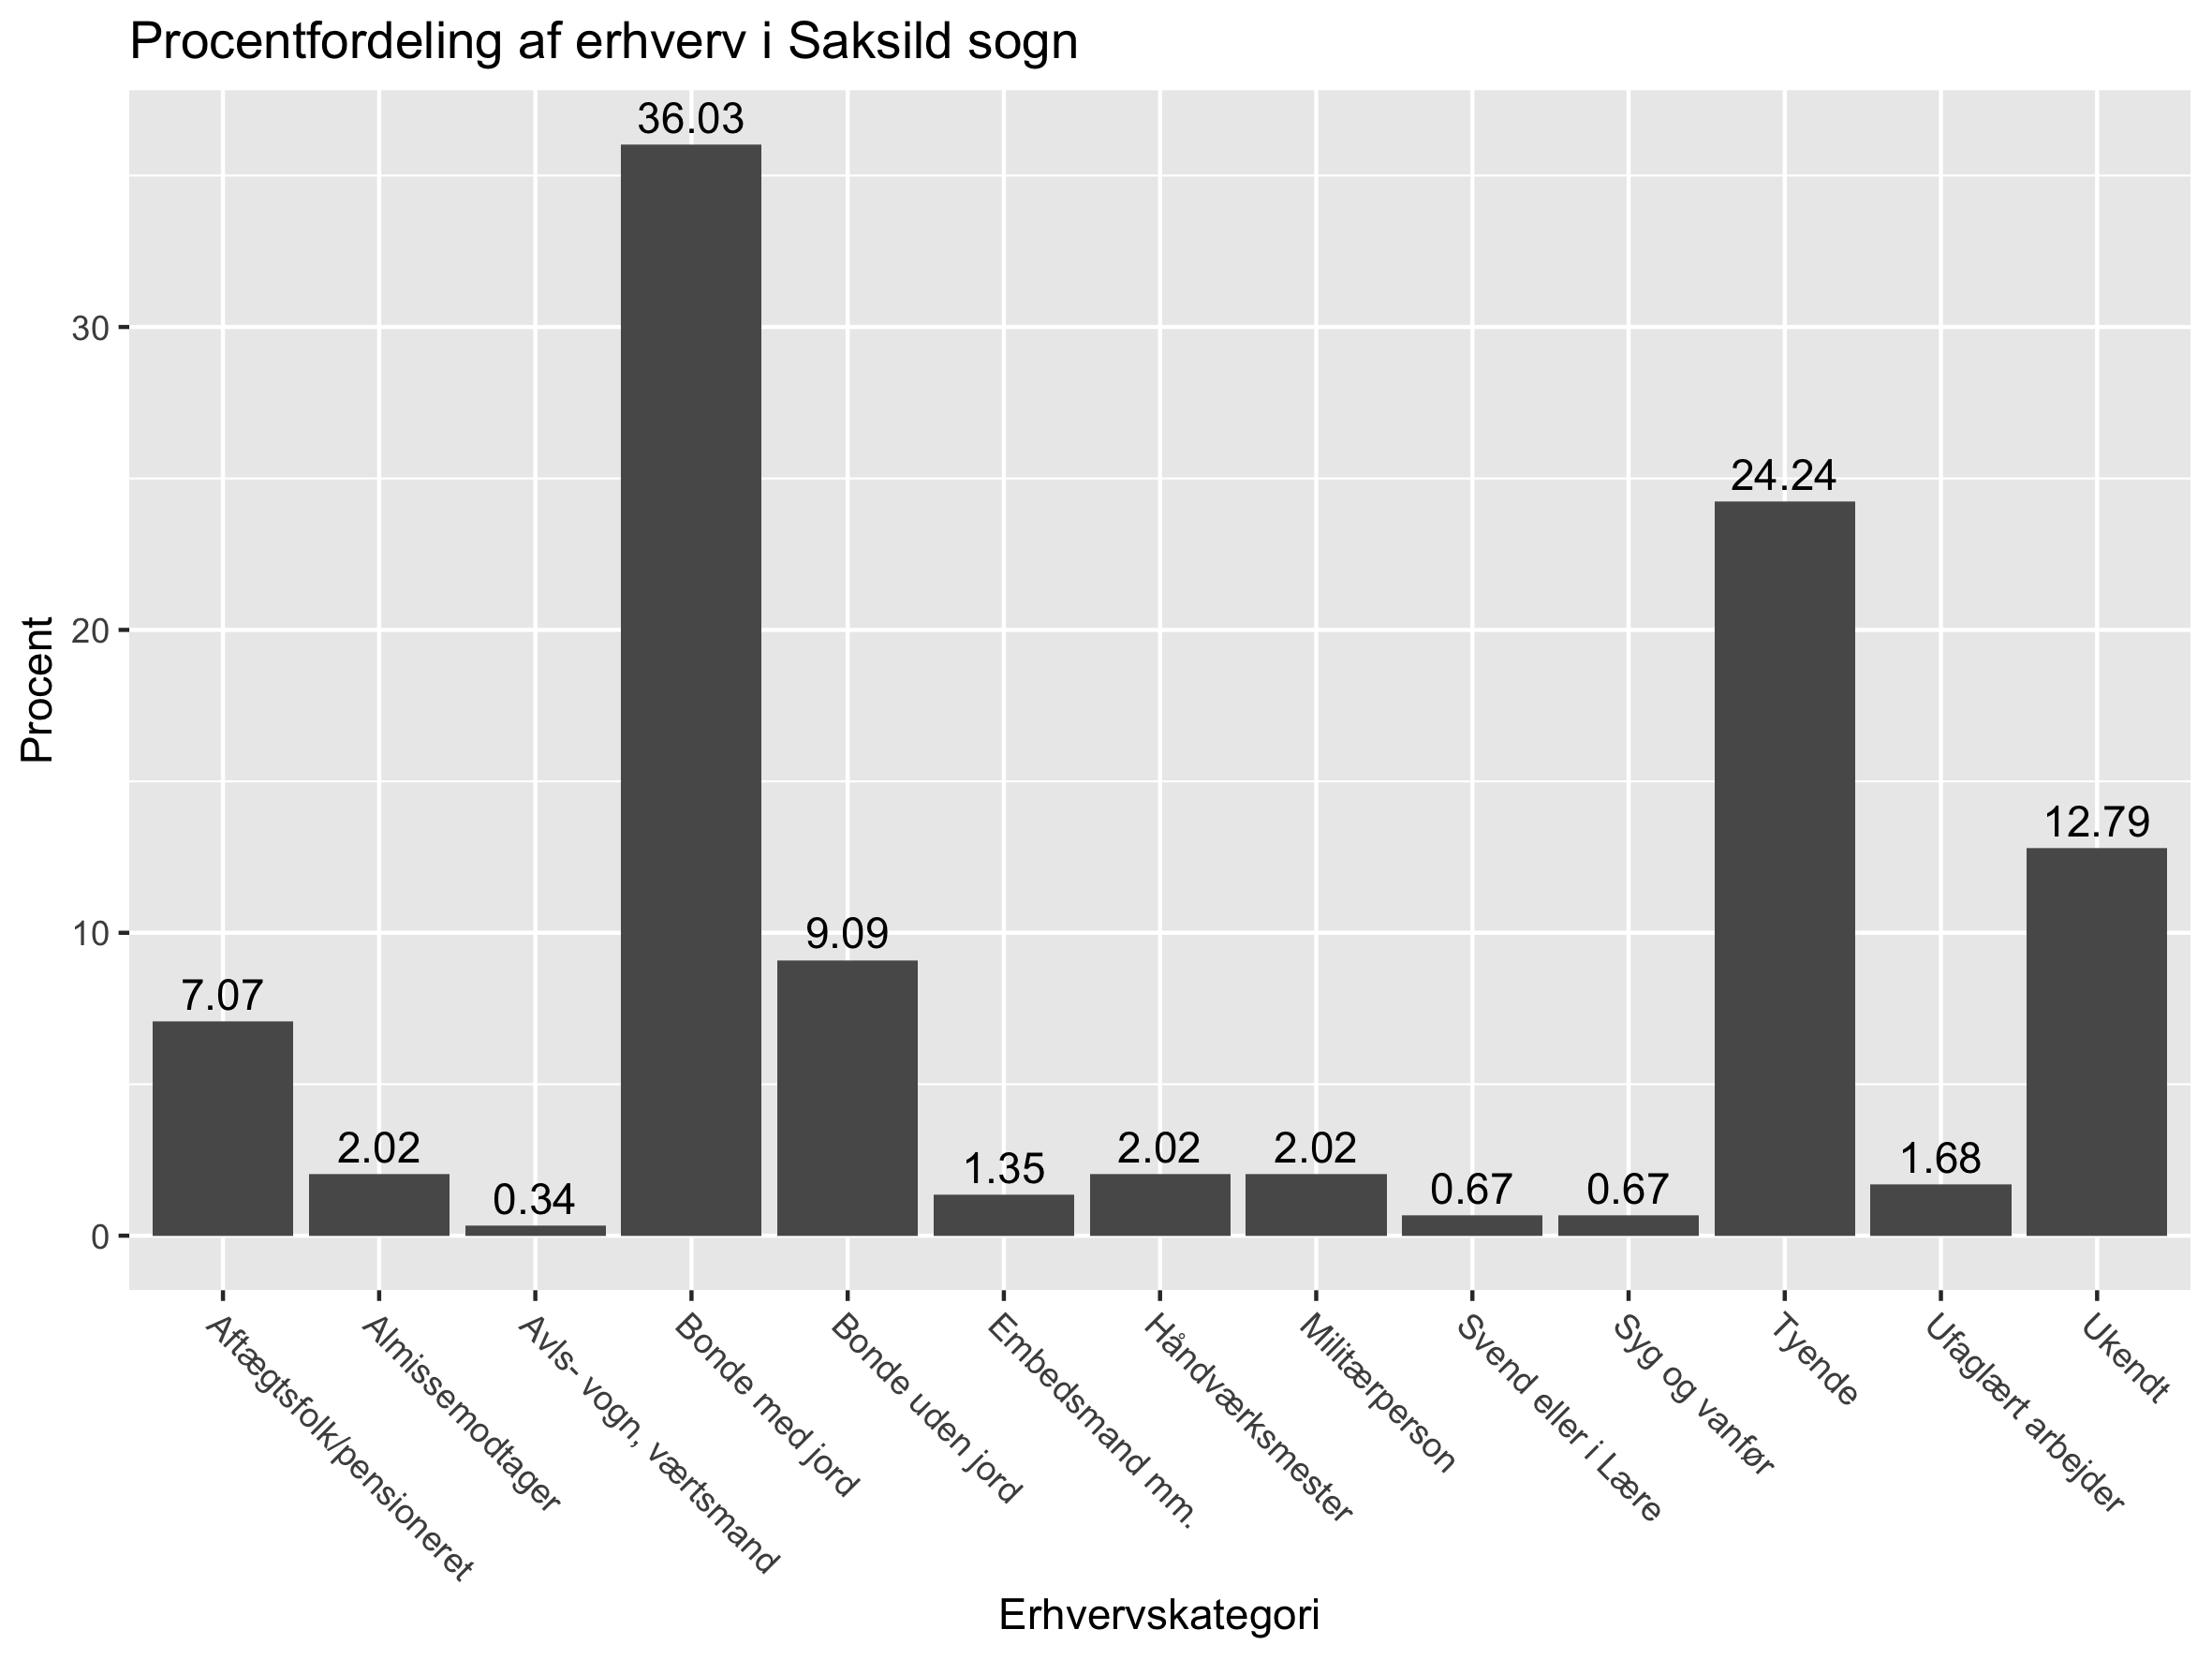 Procentfordeling af erhverv i Saksild sogn
36.03
30
24.24
20
Procent
12.79
10
9.09
7.07
2.02
0.34
1.35
2.02
2.02
0.67
0.67
1.68
0
Aftægtsfolk/pensioneret
Almissemodtager
Avls- vogn, værtsmand
Bonde med jord
Bonde uden jord
Embedsmand mm.
Håndværksmester
Militærperson
Svend eller i Lære
Syg og vanfør
Tyende
Ufaglært arbejder
Ukendt
Erhvervskategori